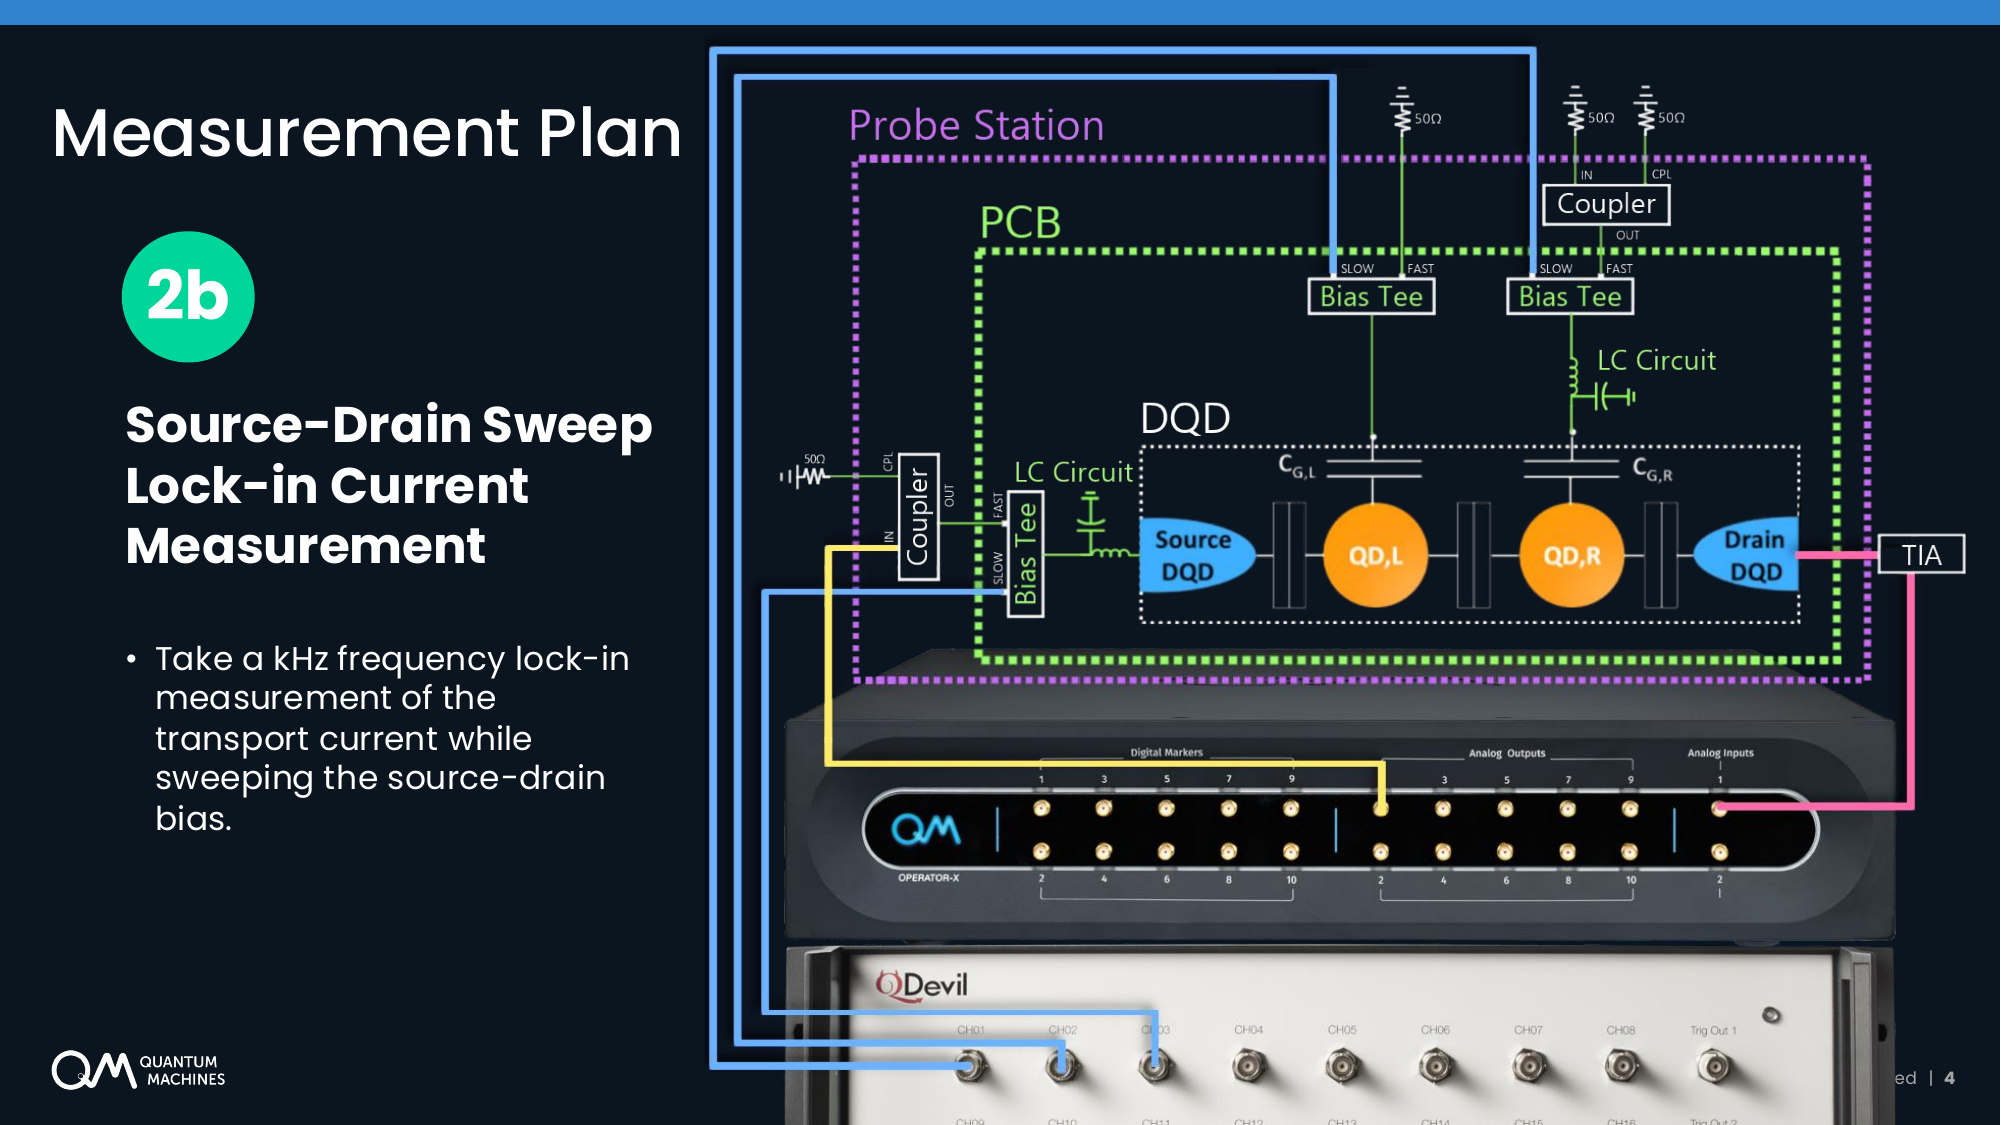 Measurement Plan
2b
Source-Drain Sweep
Lock-in Current
Measurement
• Take a kHz frequency lock-in
measurement of the
transport current while
sweeping the source-drain
bias.
Probe Station
50Ω
50Ω
50Ω
IN
CPL
Coupler
OUT
PCB
SLOW
FAST
SLOW
FAST
Bias Tee
Bias Tee
LC Circuit
DQD
C_G,L
C_G,R
50Ω
CPL
Coupler
OUT
IN
LC Circuit
FAST
Bias Tee
SLOW
Source
DQD
QD,L
QD,R
Drain
DQD
TIA
Digital Markers
Analog Outputs
Analog Inputs
1 3 5 7 9
3 5 7 9
1
QM
OPERATOR-X
2 4 6 8 10
2 4 6 8 10
2
QDevil
CH01 CH02 CH03 CH04 CH05 CH06 CH07 CH08 Trig Out 1
CH09 CH10 CH11 CH12 CH13 CH14 CH15 CH16 Trig Out 2
QM QUANTUM
MACHINES
ed | 4